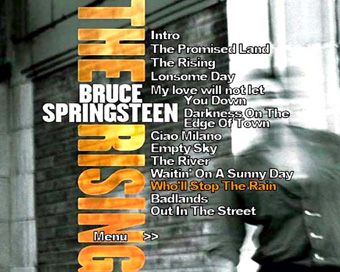 THE RISING
BRUCE
SPRINGSTEEN
Intro
The Promised Land
The Rising
Lonsome Day
My love will not let
You Down
Darkness On The
Edge Of Town
Ciao Milano
Empty Sky
The River
Waitin' On A Sunny Day
Who'll Stop The Rain
Badlands
Out In The Street
Menu >>